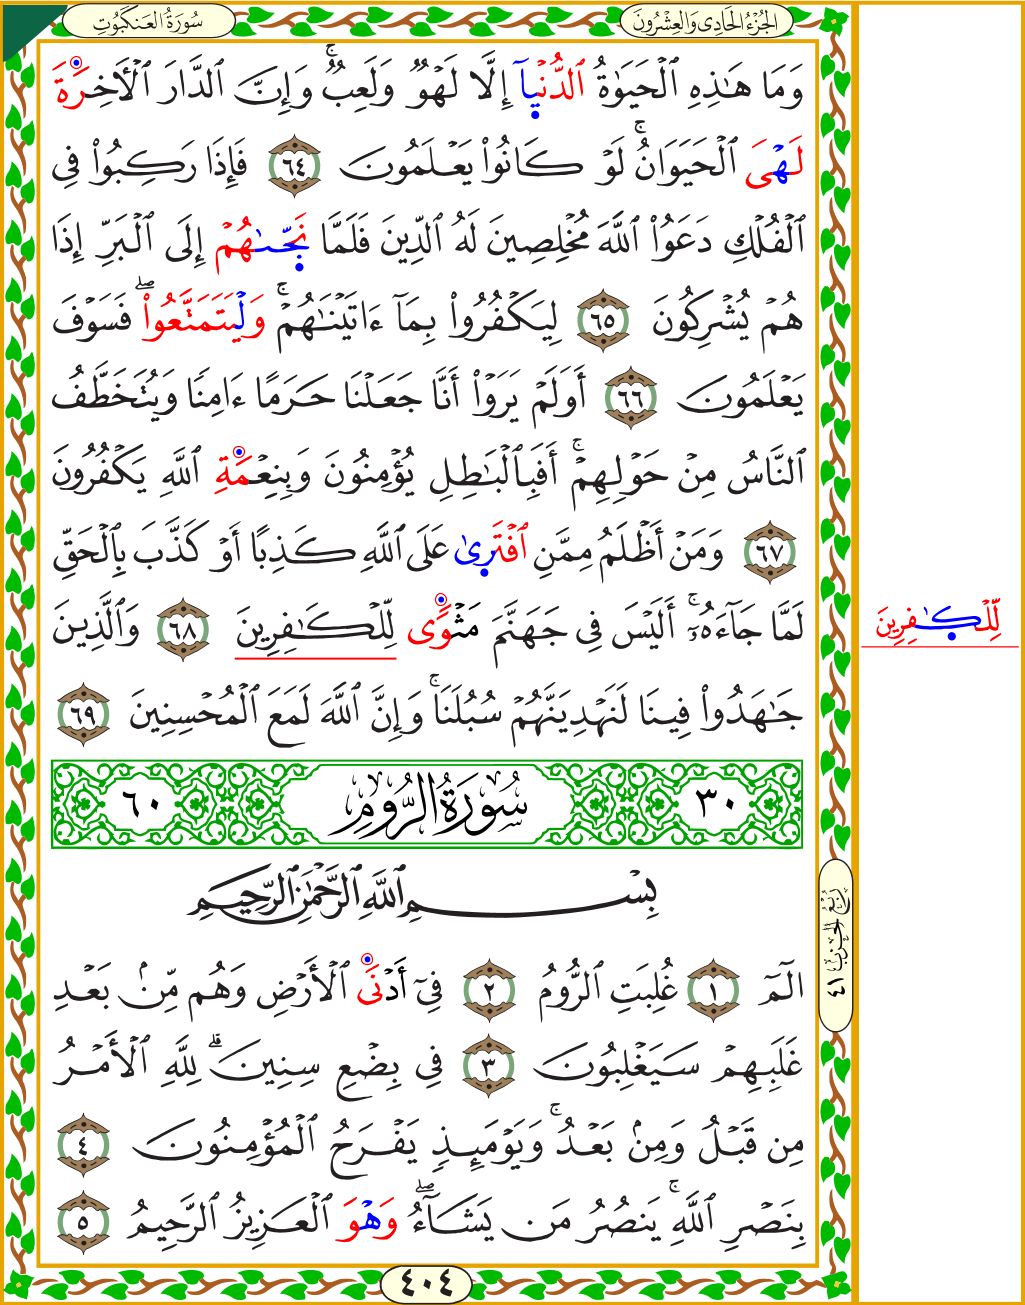 سُورَةُ العَنكَبُوتِ
الجُزْءُ الحَادِى وَالعِشْرُونَ
وَمَا هَـٰذِهِ ٱلْحَيَوٰةُ ٱلدُّنْيَآ إِلَّا لَهْوٌ وَلَعِبٌ ۚ وَإِنَّ ٱلدَّارَ ٱلْـَٔاخِرَةَ
لَهْىَ ٱلْحَيَوَانُ ۚ لَوْ كَانُوا۟ يَعْلَمُونَ ٦٤ فَإِذَا رَكِبُوا۟ فِى
ٱلْفُلْكِ دَعَوُا۟ ٱللَّهَ مُخْلِصِينَ لَهُ ٱلدِّينَ فَلَمَّا نَجَّىٰهُمْ إِلَى ٱلْبَرِّ إِذَا
هُمْ يُشْرِكُونَ ٦٥ لِيَكْفُرُوا۟ بِمَآ ءَاتَيْنَـٰهُمْ ۚ وَلْيَتَمَتَّعُوا۟ ۖ فَسَوْفَ
يَعْلَمُونَ ٦٦ أَوَلَمْ يَرَوْا۟ أَنَّا جَعَلْنَا حَرَمًا ءَامِنًا وَيُتَخَطَّفُ
ٱلنَّاسُ مِنْ حَوْلِهِمْ ۚ أَفَبِٱلْبَـٰطِلِ يُؤْمِنُونَ وَبِنِعْمَةِ ٱللَّهِ يَكْفُرُونَ
٦٧ وَمَنْ أَظْلَمُ مِمَّنِ ٱفْتَرَىٰ عَلَى ٱللَّهِ كَذِبًا أَوْ كَذَّبَ بِٱلْحَقِّ
لَمَّا جَآءَهُۥٓ ۚ أَلَيْسَ فِى جَهَنَّمَ مَثْوًى لِّلْكَـٰفِرِينَ ٦٨ وَٱلَّذِينَ
لِّلْكَـٰفِرِينَ
جَـٰهَدُوا۟ فِينَا لَنَهْدِيَنَّهُمْ سُبُلَنَا ۚ وَإِنَّ ٱللَّهَ لَمَعَ ٱلْمُحْسِنِينَ ٦٩
٣٠ سُورَةُ الرُّومِ ٦٠
بِسْمِ ٱللَّهِ ٱلرَّحْمَـٰنِ ٱلرَّحِيمِ
الٓمٓ ١ غُلِبَتِ ٱلرُّومُ ٢ فِىٓ أَدْنَى ٱلْأَرْضِ وَهُم مِّنۢ بَعْدِ
غَلَبِهِمْ سَيَغْلِبُونَ ٣ فِى بِضْعِ سِنِينَ ۗ لِلَّهِ ٱلْأَمْرُ
مِن قَبْلُ وَمِنۢ بَعْدُ ۚ وَيَوْمَئِذٍ يَفْرَحُ ٱلْمُؤْمِنُونَ ٤
بِنَصْرِ ٱللَّهِ ۚ يَنصُرُ مَن يَشَآءُ ۖ وَهْوَ ٱلْعَزِيزُ ٱلرَّحِيمُ ٥
رُبْعُ الحِزْبِ ٤١
٤٠٤